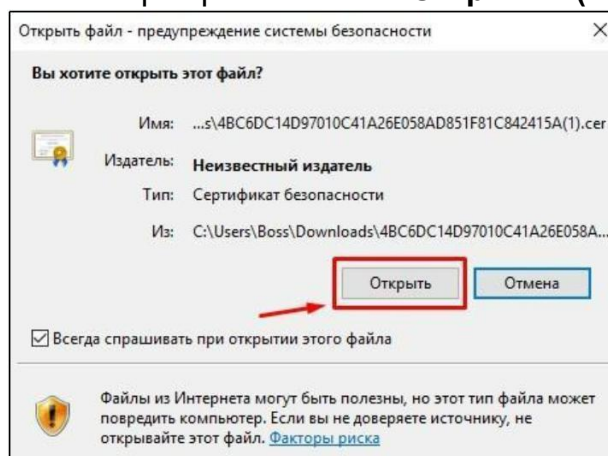 Открыть файл - предупреждение системы безопасности
Вы хотите открыть этот файл?
Имя: ...s\4BC6DC14D97010C41A26E058AD851F81C842415A(1).cer
Издатель: Неизвестный издатель
Тип: Сертификат безопасности
Из: C:\Users\Boss\Downloads\4BC6DC14D97010C41A26E058A...
Открыть Отмена
Всегда спрашивать при открытии этого файла
Файлы из Интернета могут быть полезны, но этот тип файла может
повредить компьютер. Если вы не доверяете источнику, не
открывайте этот файл. Факторы риска